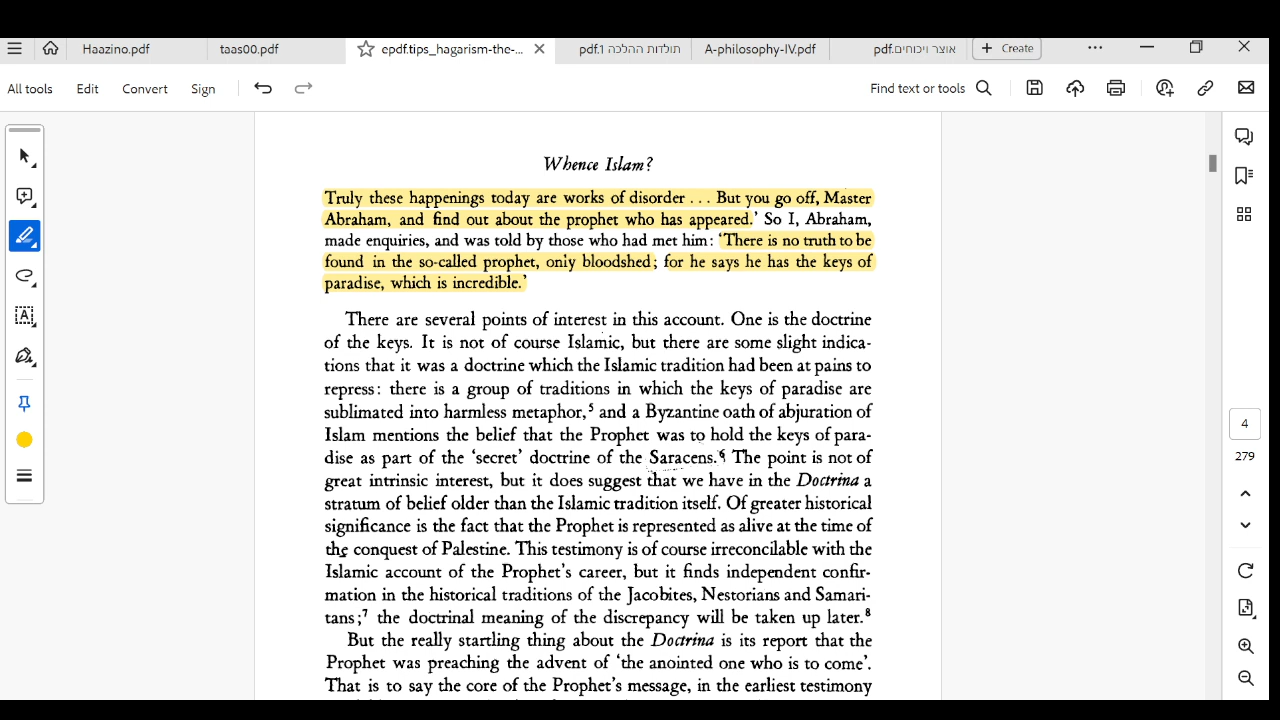 Haazino.pdf
taas00.pdf
epdf.tips_hagarism-the-...
תולדות ההלכה 1.pdf
A-philosophy-IV.pdf
אוצר ויכוחים.pdf
+ Create
All tools
Edit
Convert
Sign
Find text or tools
Whence Islam?
Truly these happenings today are works of disorder . . . But you go off, Master
Abraham, and find out about the prophet who has appeared.’ So I, Abraham,
made enquiries, and was told by those who had met him: ‘There is no truth to be
found in the so-called prophet, only bloodshed; for he says he has the keys of
paradise, which is incredible.’
There are several points of interest in this account. One is the doctrine
of the keys. It is not of course Islamic, but there are some slight indica-
tions that it was a doctrine which the Islamic tradition had been at pains to
repress: there is a group of traditions in which the keys of paradise are
sublimated into harmless metaphor,⁵ and a Byzantine oath of abjuration of
Islam mentions the belief that the Prophet was to hold the keys of para-
dise as part of the ‘secret’ doctrine of the Saracens.⁶ The point is not of
great intrinsic interest, but it does suggest that we have in the Doctrina a
stratum of belief older than the Islamic tradition itself. Of greater historical
significance is the fact that the Prophet is represented as alive at the time of
the conquest of Palestine. This testimony is of course irreconcilable with the
Islamic account of the Prophet’s career, but it finds independent confir-
mation in the historical traditions of the Jacobites, Nestorians and Samari-
tans;⁷ the doctrinal meaning of the discrepancy will be taken up later.⁸
But the really startling thing about the Doctrina is its report that the
Prophet was preaching the advent of ‘the anointed one who is to come’.
That is to say the core of the Prophet’s message, in the earliest testimony
4
279